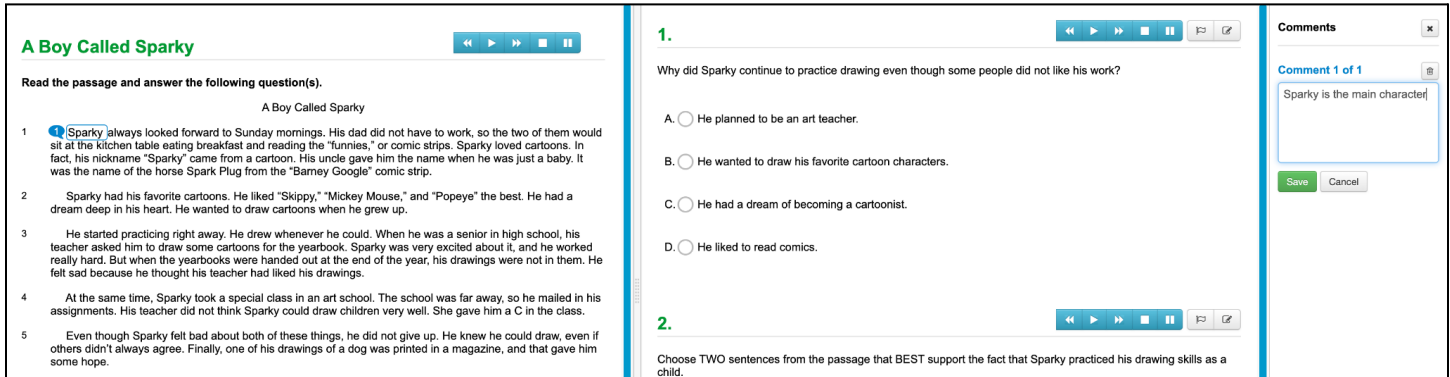 A Boy Called Sparky
Read the passage and answer the following question(s).
A Boy Called Sparky
1 1 Sparky always looked forward to Sunday mornings. His dad did not have to work, so the two of them would
sit at the kitchen table eating breakfast and reading the “funnies,” or comic strips. Sparky loved cartoons. In
fact, his nickname “Sparky” came from a cartoon. His uncle gave him the name when he was just a baby. It
was the name of the horse Spark Plug from the “Barney Google” comic strip.
2 Sparky had his favorite cartoons. He liked “Skippy,” “Mickey Mouse,” and “Popeye” the best. He had a
dream deep in his heart. He wanted to draw cartoons when he grew up.
3 He started practicing right away. He drew whenever he could. When he was a senior in high school, his
teacher asked him to draw some cartoons for the yearbook. Sparky was very excited about it, and he worked
really hard. But when the yearbooks were handed out at the end of the year, his drawings were not in them. He
felt sad because he thought his teacher had liked his drawings.
4 At the same time, Sparky took a special class in an art school. The school was far away, so he mailed in his
assignments. His teacher did not think Sparky could draw children very well. She gave him a C in the class.
5 Even though Sparky felt bad about both of these things, he did not give up. He knew he could draw, even if
others didn’t always agree. Finally, one of his drawings of a dog was printed in a magazine, and that gave him
some hope.
1.
Why did Sparky continue to practice drawing even though some people did not like his work?
A. He planned to be an art teacher.
B. He wanted to draw his favorite cartoon characters.
C. He had a dream of becoming a cartoonist.
D. He liked to read comics.
2.
Choose TWO sentences from the passage that BEST support the fact that Sparky practiced his drawing skills as a
child.
Comments x
Comment 1 of 1
Sparky is the main character
Save Cancel